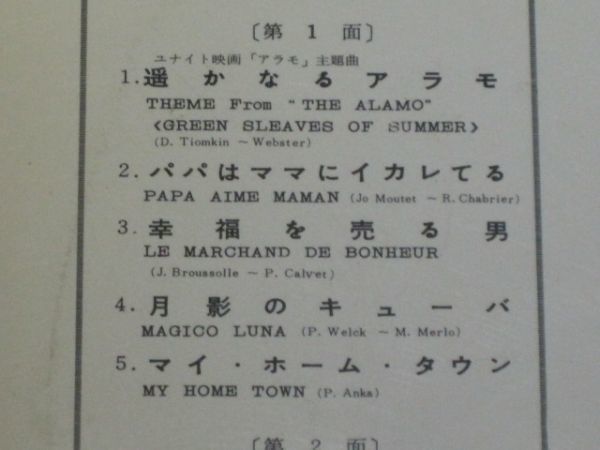 〔第 1 面〕
ユナイト映画「アラモ」主題曲
1. 遥かなるアラモ
THEME From "THE ALAMO"
<GREEN SLEAVES OF SUMMER>
(D. Tiomkin ~ Webster)
2. パパはママにイカレてる
PAPA AIME MAMAN (Jo Moutet ~ R. Chabrier)
3. 幸福を売る男
LE MARCHAND DE BONHEUR
(J. Broussolle ~ P. Calvet)
4. 月影のキューバ
MAGICO LUNA (P. Welck ~ M. Merlo)
5. マイ・ホーム・タウン
MY HOME TOWN (P. Anka)
〔第 2 面〕